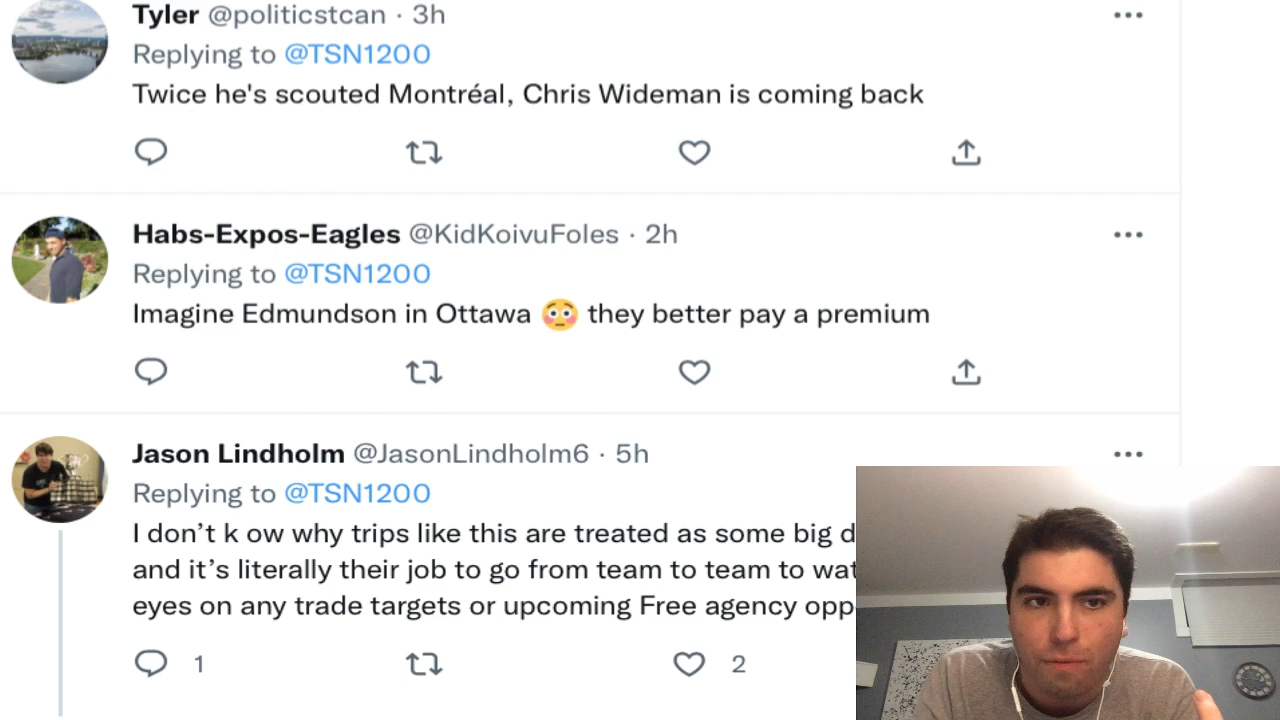 Tyler @politicstcan · 3h
Replying to @TSN1200
Twice he's scouted Montréal, Chris Wideman is coming back
Habs-Expos-Eagles @KidKoivuFoles · 2h
Replying to @TSN1200
Imagine Edmundson in Ottawa 😳 they better pay a premium
Jason Lindholm @JasonLindholm6 · 5h
Replying to @TSN1200
I don’t k ow why trips like this are treated as some big
and it’s literally their job to go from team to team to
eyes on any trade targets or upcoming Free agency
1
2